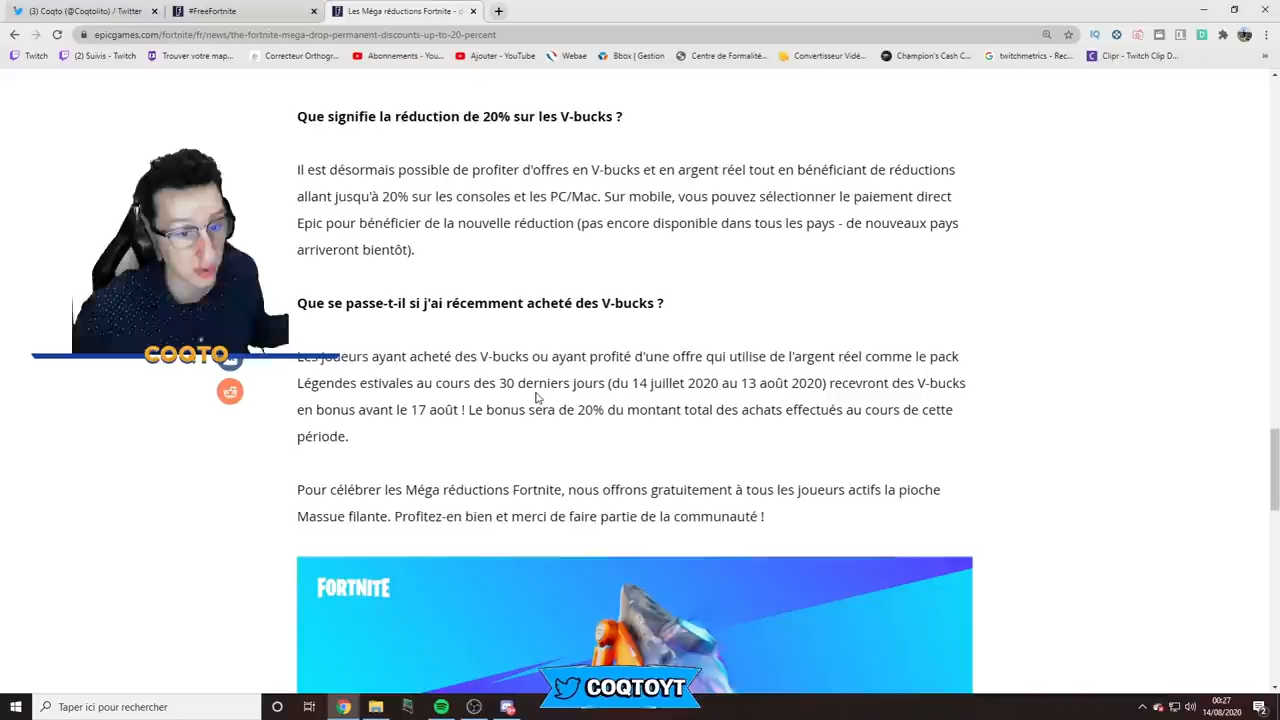 (3) Coqto (@Coqtolito) / Twitter
#FreeFortnite
Les Méga réductions Fortnite -
epicgames.com/fortnite/fr/news/the-fortnite-mega-drop-permanent-discounts-up-to-20-percent
Twitch
(2) Suivis - Twitch
Trouver votre map...
Correcteur Orthogr...
Abonnements - You...
Ajouter - YouTube
Webae
Bbox | Gestion
Centre de Formalité...
Convertisseur Vidé...
Champion's Cash C...
twitchmetrics - Rec...
Clipr - Twitch Clip D...
Que signifie la réduction de 20% sur les V-bucks ?
Il est désormais possible de profiter d'offres en V-bucks et en argent réel tout en bénéficiant de réductions
allant jusqu'à 20% sur les consoles et les PC/Mac. Sur mobile, vous pouvez sélectionner le paiement direct
Epic pour bénéficier de la nouvelle réduction (pas encore disponible dans tous les pays - de nouveaux pays
arriveront bientôt).
Que se passe-t-il si j'ai récemment acheté des V-bucks ?
Les joueurs ayant acheté des V-bucks ou ayant profité d'une offre qui utilise de l'argent réel comme le pack
Légendes estivales au cours des 30 derniers jours (du 14 juillet 2020 au 13 août 2020) recevront des V-bucks
en bonus avant le 17 août ! Le bonus sera de 20% du montant total des achats effectués au cours de cette
période.
COQTO
Pour célébrer les Méga réductions Fortnite, nous offrons gratuitement à tous les joueurs actifs la pioche
Massue filante. Profitez-en bien et merci de faire partie de la communauté !
FORTNITE
COQTOYT
Taper ici pour rechercher
00:27
14/08/2020